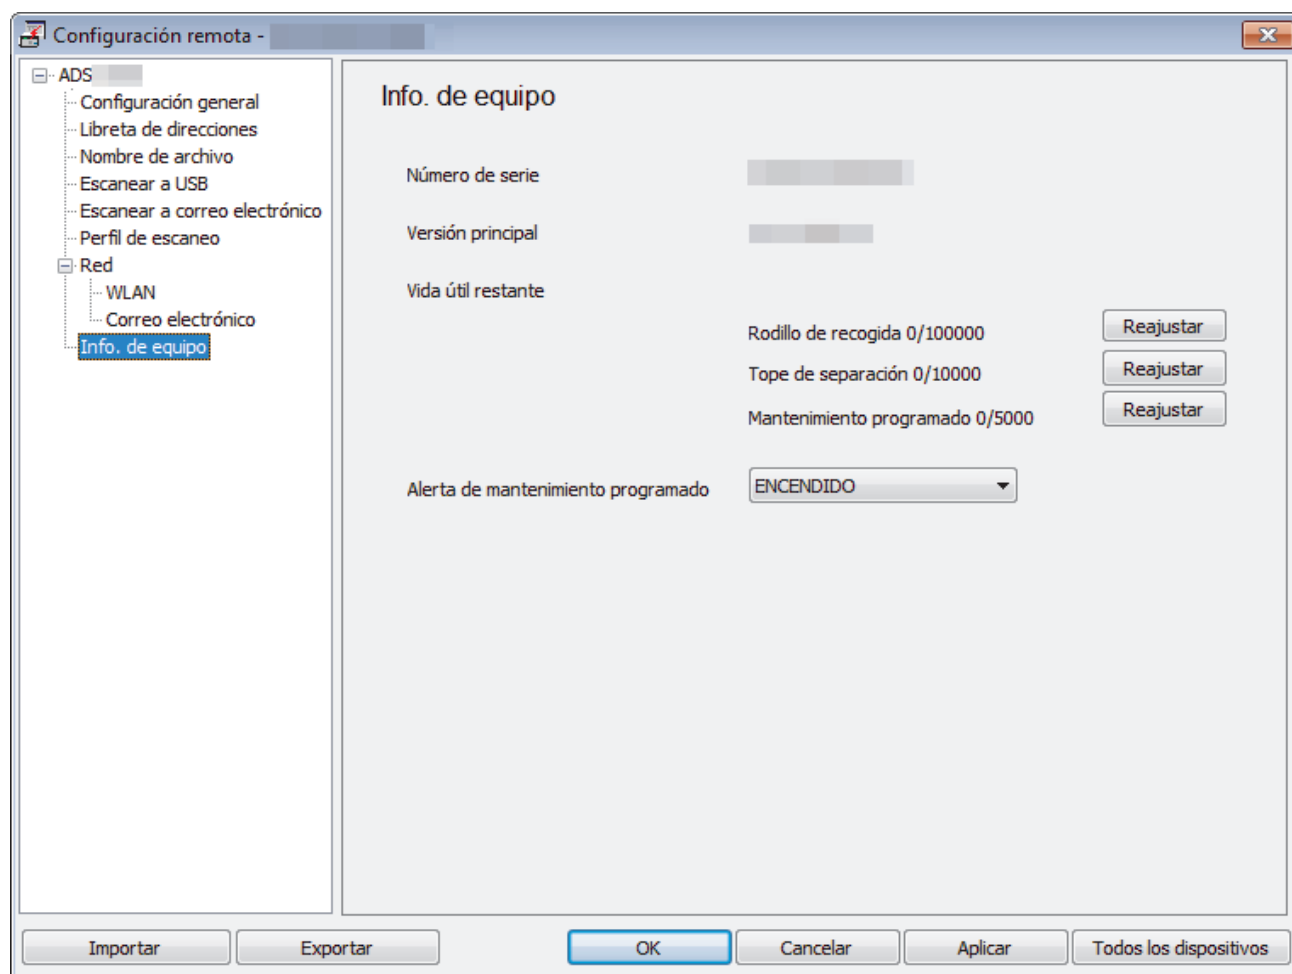 Configuración remota -
ADS
Configuración general
Libreta de direcciones
Nombre de archivo
Escanear a USB
Escanear a correo electrónico
Perfil de escaneo
Red
WLAN
Correo electrónico
Info. de equipo
Info. de equipo
Número de serie
Versión principal
Vida útil restante
Rodillo de recogida 0/100000 Reajustar
Tope de separación 0/10000 Reajustar
Mantenimiento programado 0/5000 Reajustar
Alerta de mantenimiento programado ENCENDIDO
Importar Exportar OK Cancelar Aplicar Todos los dispositivos